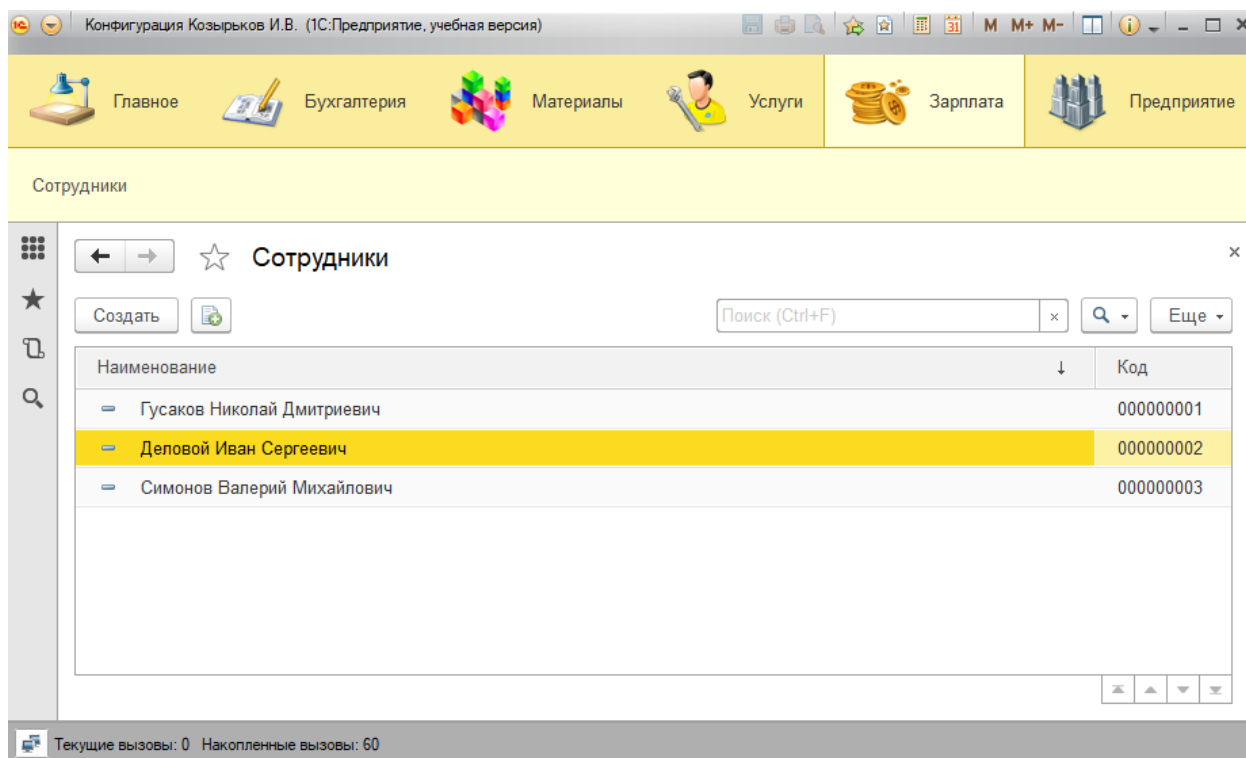 1С Конфигурация Козырьков И.В. (1С:Предприятие, учебная версия) 31 M M+ M-
Главное Бухгалтерия Материалы Услуги Зарплата Предприятие
Сотрудники
Сотрудники
Создать Поиск (Ctrl+F) Еще
Наименование Код
Гусаков Николай Дмитриевич 000000001
Деловой Иван Сергеевич 000000002
Симонов Валерий Михайлович 000000003
Текущие вызовы: 0 Накопленные вызовы: 60